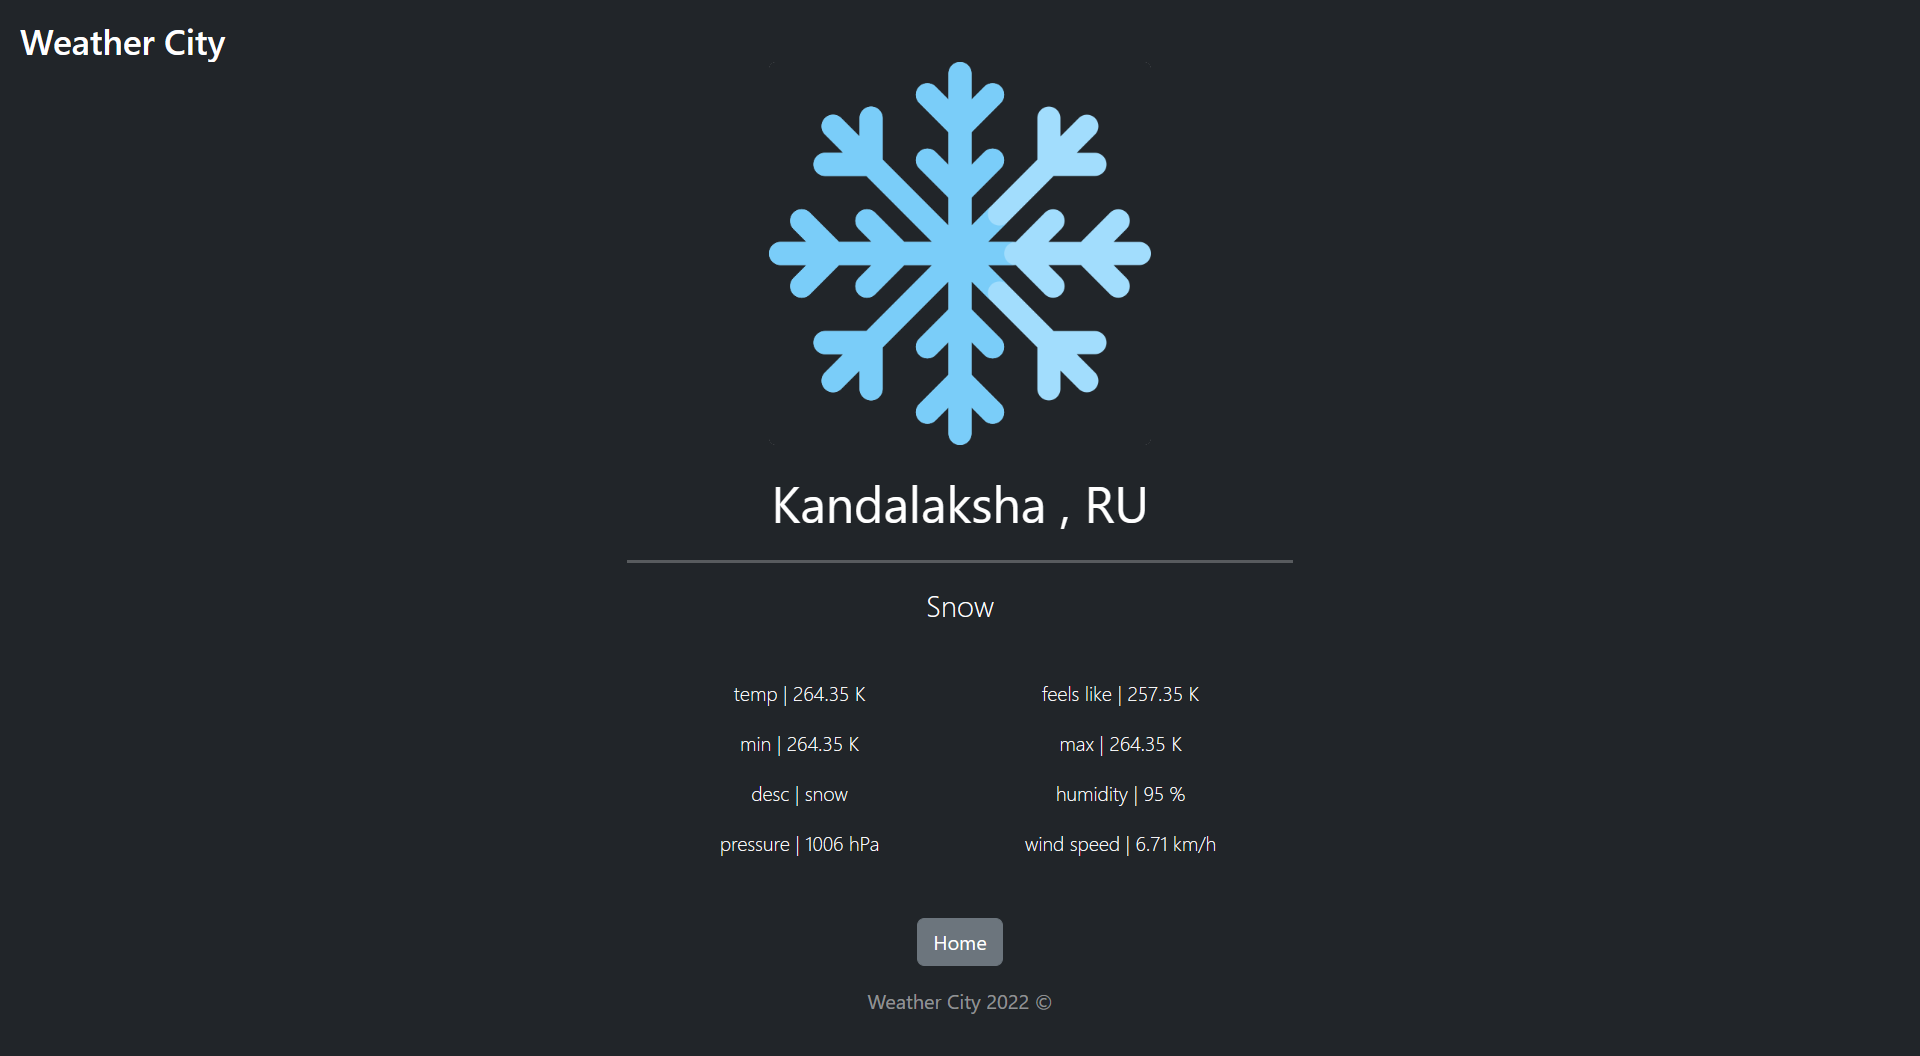 Weather City
Kandalaksha , RU
Snow
temp | 264.35 K
feels like | 257.35 K
min | 264.35 K
max | 264.35 K
desc | snow
humidity | 95 %
pressure | 1006 hPa
wind speed | 6.71 km/h
Home
Weather City 2022 ©